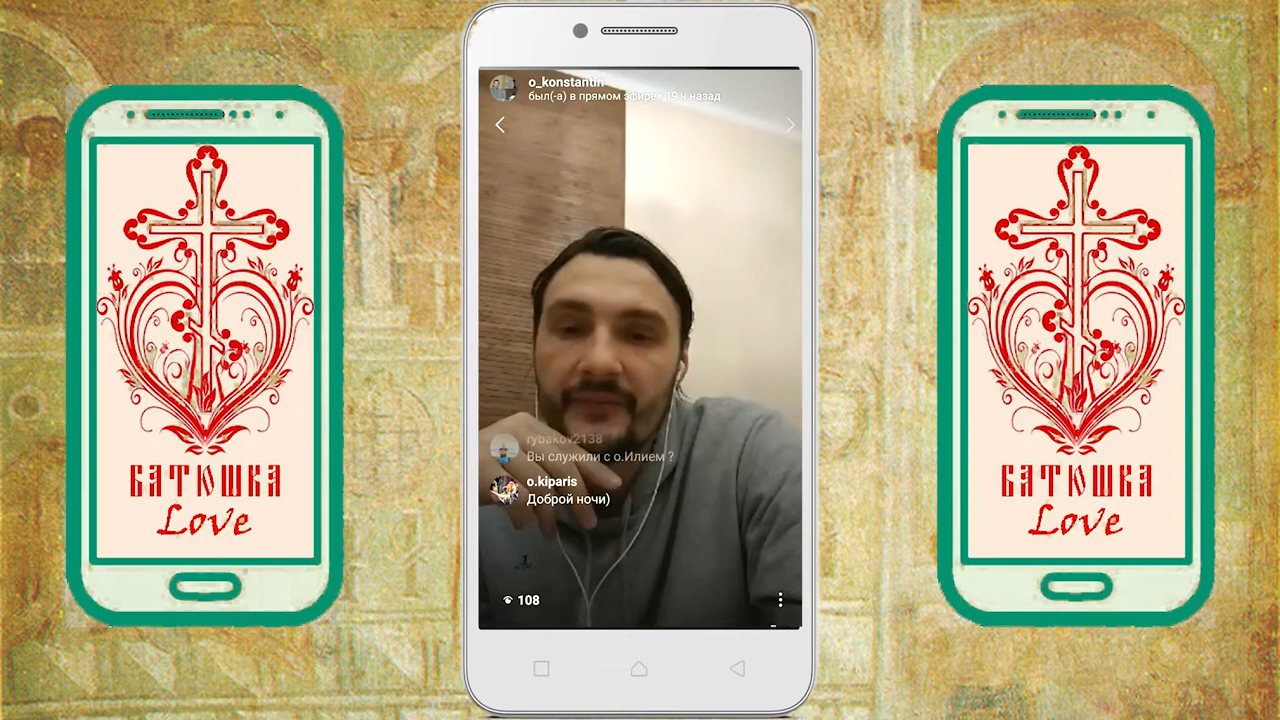 БАТЮШКА
Love
o_konstantin
был(-а) в прямом эфире • 19 ч назад
rybakov2138
Вы служили с о.Илием ?
o.kiparis
Доброй ночи)
108
БАТЮШКА
Love